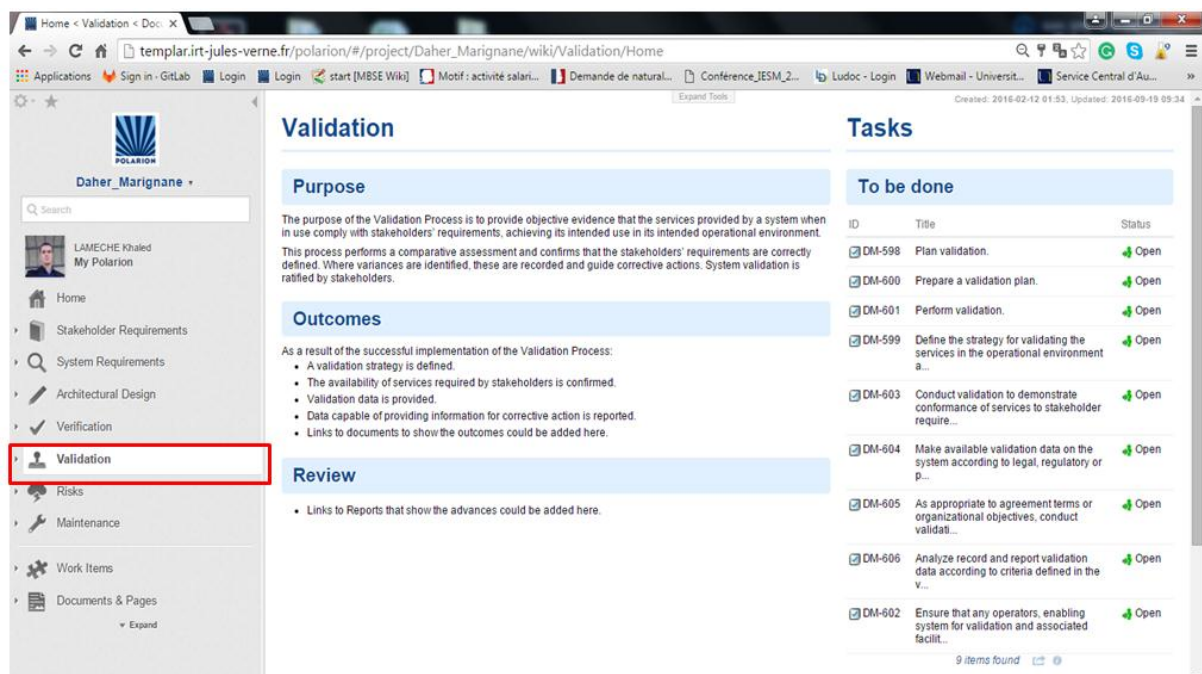 Home < Validation < Doc
templar.irt-jules-verne.fr/polarion/#/project/Daher_Marignane/wiki/Validation/Home
Applications Sign in · GitLab Login Login start [MBSE Wiki] Motif : activité salari... Demande de natural... Conférence_IESM_2... Ludoc - Login Webmail - Universit... Service Central d'Au... »
Expand Tools
Created: 2016-02-12 01:53, Updated: 2016-09-19 09:34
POLARION
Daher_Marignane
Search
LAMECHE Khaled
My Polarion
Home
Stakeholder Requirements
System Requirements
Architectural Design
Verification
Validation
Risks
Maintenance
Work Items
Documents & Pages
Expand
Validation
Purpose
The purpose of the Validation Process is to provide objective evidence that the services provided by a system when
in use comply with stakeholders' requirements, achieving its intended use in its intended operational environment.
This process performs a comparative assessment and confirms that the stakeholders' requirements are correctly
defined. Where variances are identified, these are recorded and guide corrective actions. System validation is
ratified by stakeholders.
Outcomes
As a result of the successful implementation of the Validation Process:
• A validation strategy is defined.
• The availability of services required by stakeholders is confirmed.
• Validation data is provided.
• Data capable of providing information for corrective action is reported.
• Links to documents to show the outcomes could be added here.
Review
• Links to Reports that show the advances could be added here.
Tasks
To be done
ID Title Status
DM-598 Plan validation. Open
DM-600 Prepare a validation plan. Open
DM-601 Perform validation. Open
DM-599 Define the strategy for validating the Open
services in the operational environment
a...
DM-603 Conduct validation to demonstrate Open
conformance of services to stakeholder
require...
DM-604 Make available validation data on the Open
system according to legal, regulatory or
p...
DM-605 As appropriate to agreement terms or Open
organizational objectives, conduct
validati...
DM-606 Analyze record and report validation Open
data according to criteria defined in the
v...
DM-602 Ensure that any operators, enabling Open
system for validation and associated
facilit...
9 items found